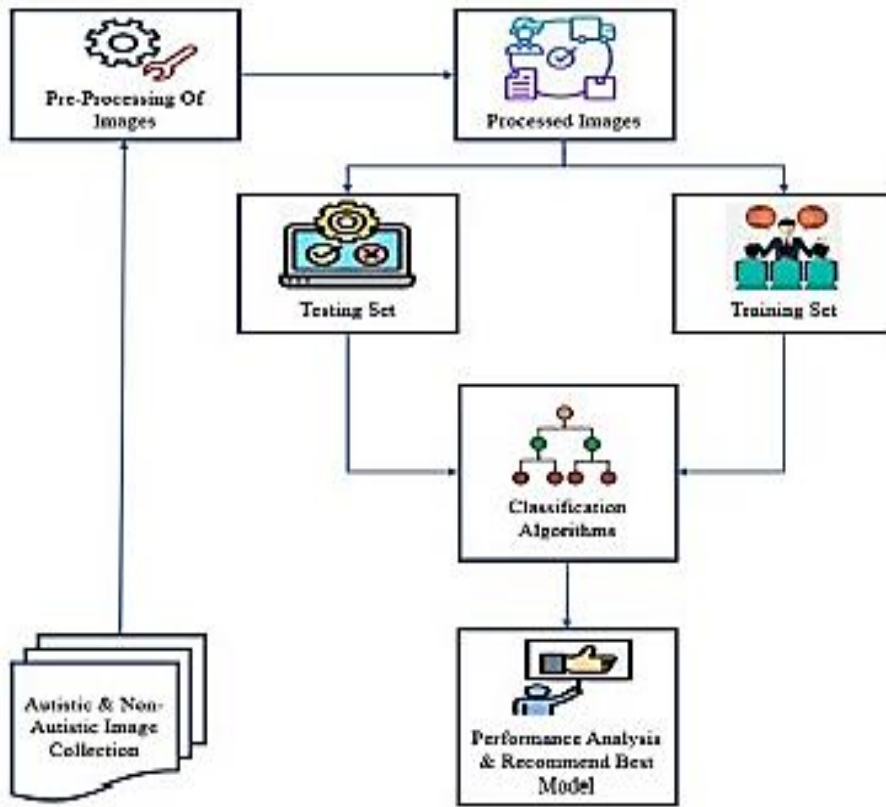 Pre-Processing Of
Images
Processed Images
Testing Set
Training Set
Classification
Algorithms
Autistic & Non-
Autistic Image
Collection
Performance Analysis
& Recommend Best
Model